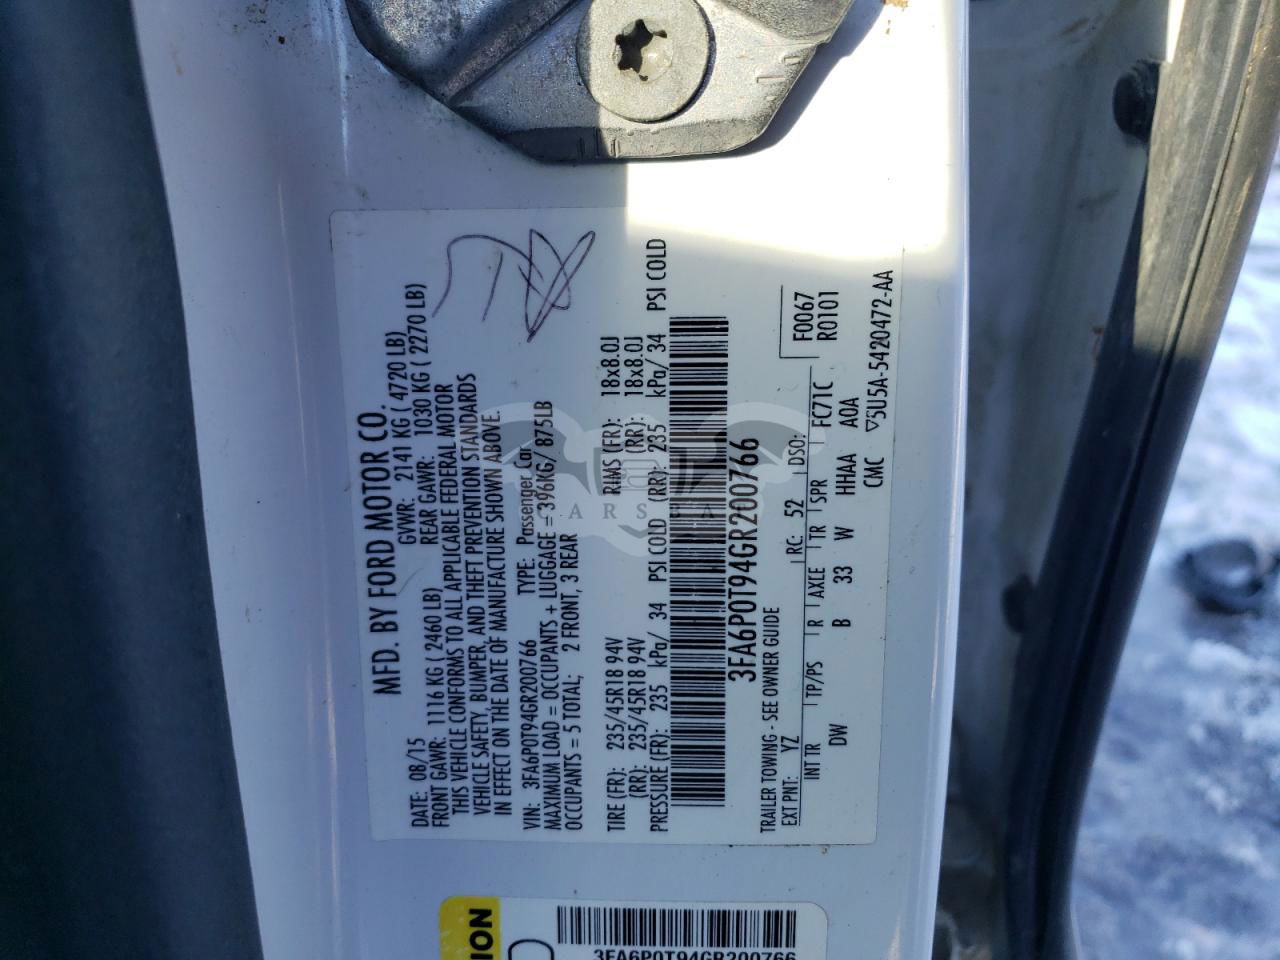 MFD. BY FORD MOTOR CO.
DATE: 08/15 GVWR: 2141 KG ( 4720 LB)
FRONT GAWR: 1116 KG ( 2460 LB) REAR GAWR: 1030 KG ( 2270 LB)
THIS VEHICLE CONFORMS TO ALL APPLICABLE FEDERAL MOTOR
VEHICLE SAFETY, BUMPER, AND THEFT PREVENTION STANDARDS
IN EFFECT ON THE DATE OF MANUFACTURE SHOWN ABOVE.
VIN: 3FA6P0T94GR200766 TYPE: Passenger Car
MAXIMUM LOAD = OCCUPANTS + LUGGAGE = 396KG/ 875LB
OCCUPANTS = 5 TOTAL; 2 FRONT, 3 REAR
TIRE (FR): 235/45R18 94V RIMS (FR): 18x8.0J
(RR): 235/45R18 94V (RR): 18x8.0J
PRESSURE (FR): 235 kPa/ 34 PSI COLD (RR): 235 kPa/ 34 PSI COLD
3FA6P0T94GR200766
TRAILER TOWING - SEE OWNER GUIDE
EXT PNT: YZ RC: 52 DSO: F0067
R0101
INT TR TP/PS R AXLE TR SPR FC71C
DW B 33 W HHAA A0A
CMC ▽5U5A-5420472-AA
CARSBA
ION
3FA6P0T94GR200766